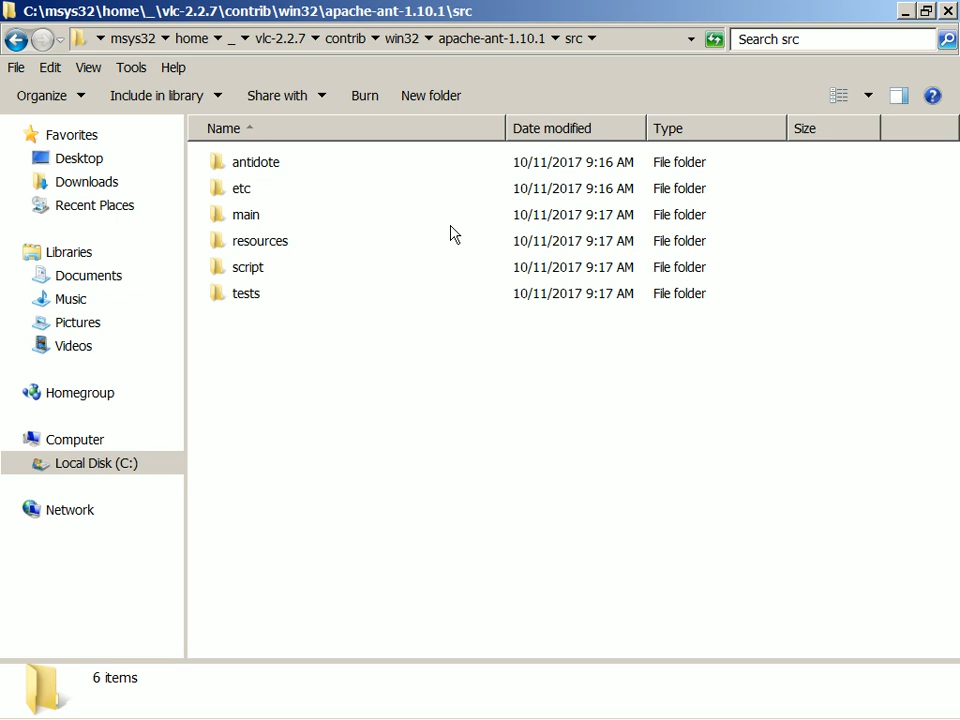 C:\msys32\home\_\vlc-2.2.7\contrib\win32\apache-ant-1.10.1\src
msys32 home _ vlc-2.2.7 contrib win32 apache-ant-1.10.1 src Search src
File Edit View Tools Help
Organize Include in library Share with Burn New folder
Name Date modified Type Size
Favorites
Desktop
Downloads
Recent Places
Libraries
Documents
Music
Pictures
Videos
Homegroup
Computer
Local Disk (C:)
Network
antidote 10/11/2017 9:16 AM File folder
etc 10/11/2017 9:16 AM File folder
main 10/11/2017 9:17 AM File folder
resources 10/11/2017 9:17 AM File folder
script 10/11/2017 9:17 AM File folder
tests 10/11/2017 9:17 AM File folder
6 items